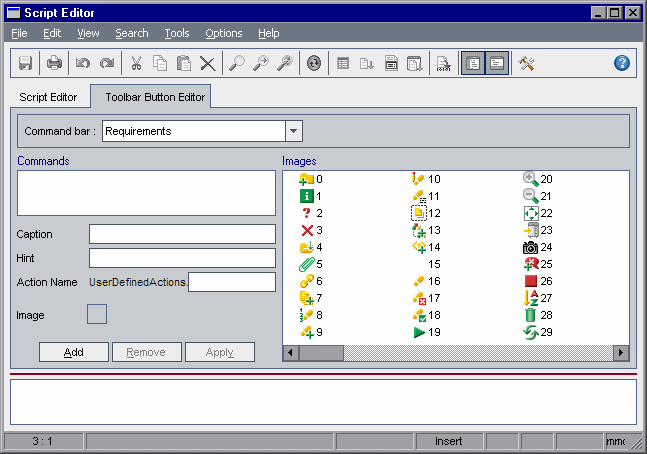 Script Editor
File Edit View Search Tools Options Help
Script Editor Toolbar Button Editor
Command bar : Requirements
Commands Images
0 10 20
1 11 21
2 12 22
3 13 23
4 14 24
5 15 25
6 16 26
7 17 27
8 18 28
9 19 29
Caption
Hint
Action Name UserDefinedActions.
Image
Add Remove Apply
3 : 1 Insert